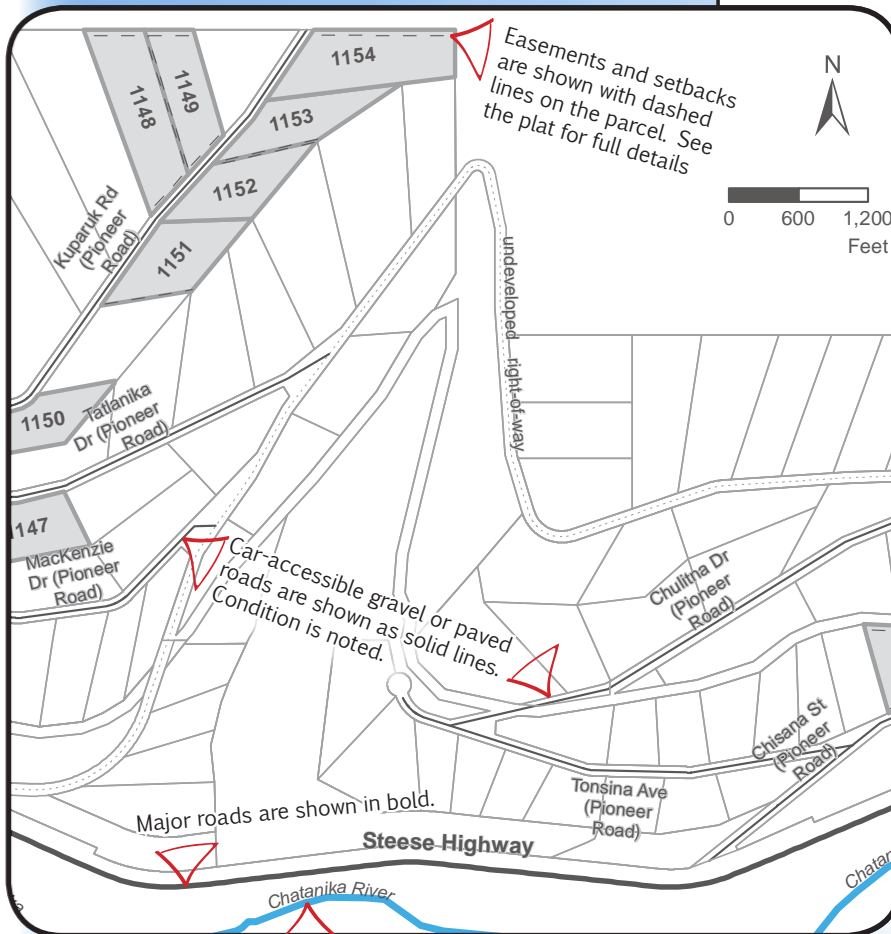 1154
1149
1148
1153
1152
1151
Easements and setbacks
are shown with dashed
lines on the parcel. See
the plat for full details
N
0 600 1,200
Feet
Kuparuk Rd
(Pioneer
Road)
undeveloped right-of-way
1150
Tatlanika
Dr (Pioneer
Road)
1147
MacKenzie
Dr (Pioneer
Road)
Car-accessible gravel or paved
roads are shown as solid lines.
Condition is noted.
Chulitna Dr
(Pioneer
Road)
Chisana St
(Pioneer
Road)
Tonsina Ave
(Pioneer
Road)
Major roads are shown in bold.
Steese Highway
Chatanika River
Chatan